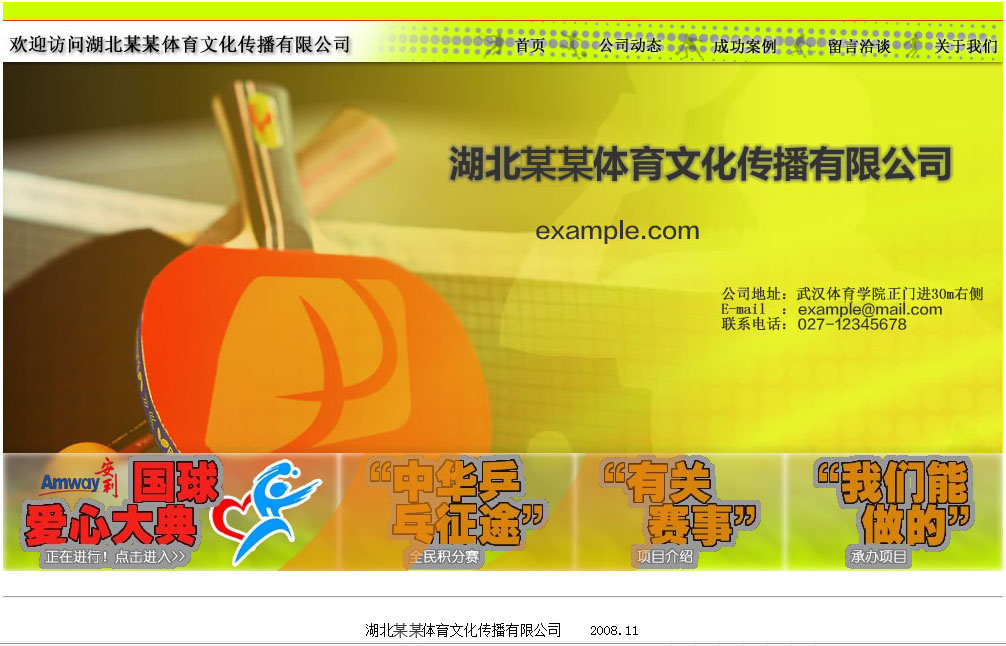 欢迎访问湖北某某体育文化传播有限公司
首页 公司动态 成功案例 留言洽谈 关于我们
湖北某某体育文化传播有限公司
example.com
公司地址：武汉体育学院正门进30m右侧
E-mail ：example@mail.com
联系电话：027-12345678
Amway安利 国球
爱心大典
正在进行！点击进入>>
“中华乒
乓征途”
全民积分赛
“有关
赛事”
项目介绍
“我们能
做的”
承办项目
湖北某某体育文化传播有限公司 2008.11